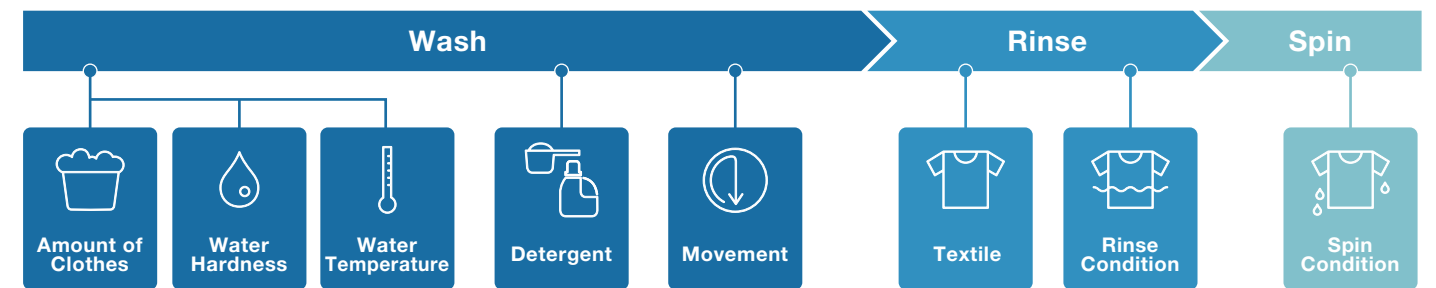 Wash
Rinse
Spin
Amount of
Clothes
Water
Hardness
Water
Temperature
Detergent
Movement
Textile
Rinse
Condition
Spin
Condition